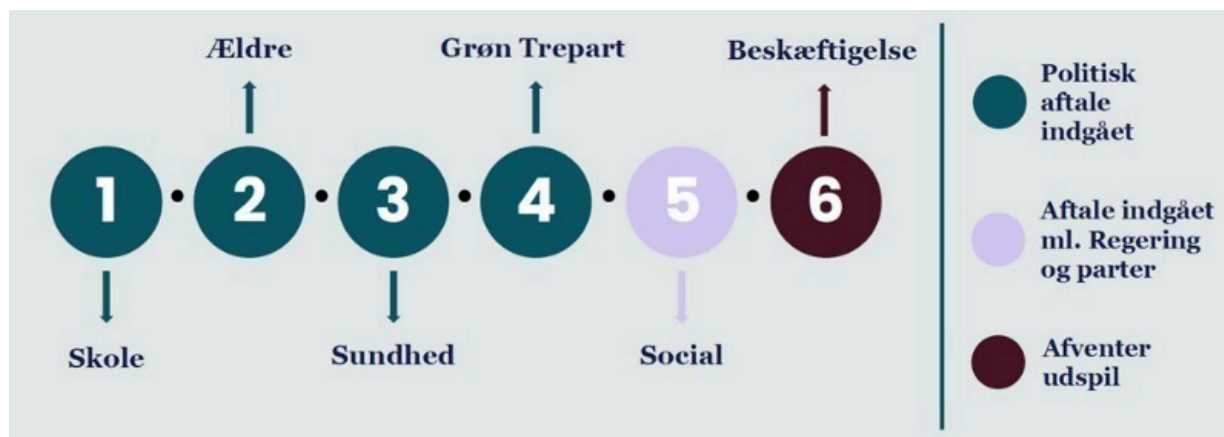 Ældre
Grøn Trepart
Beskæftigelse
1
2
3
4
5
6
Skole
Sundhed
Social
Politisk
aftale
indgået
Aftale indgået
ml. Regering
og parter
Afventer
udspil